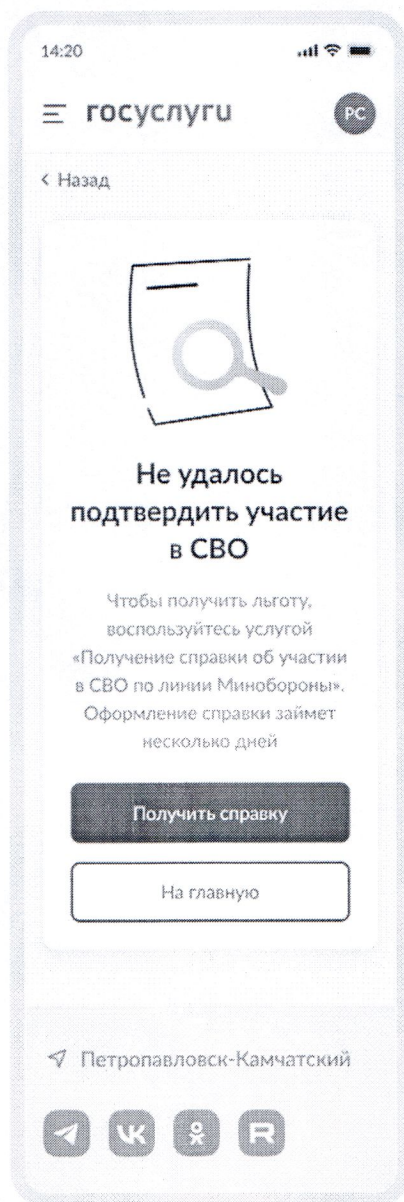 14:20
госуслуги
РС
< Назад
Не удалось
подтвердить участие
в СВО
Чтобы получить льготу,
воспользуйтесь услугой
«Получение справки об участии
в СВО по линии Минобороны».
Оформление справки займет
несколько дней
Получить справку
На главную
Петропавловск-Камчатский